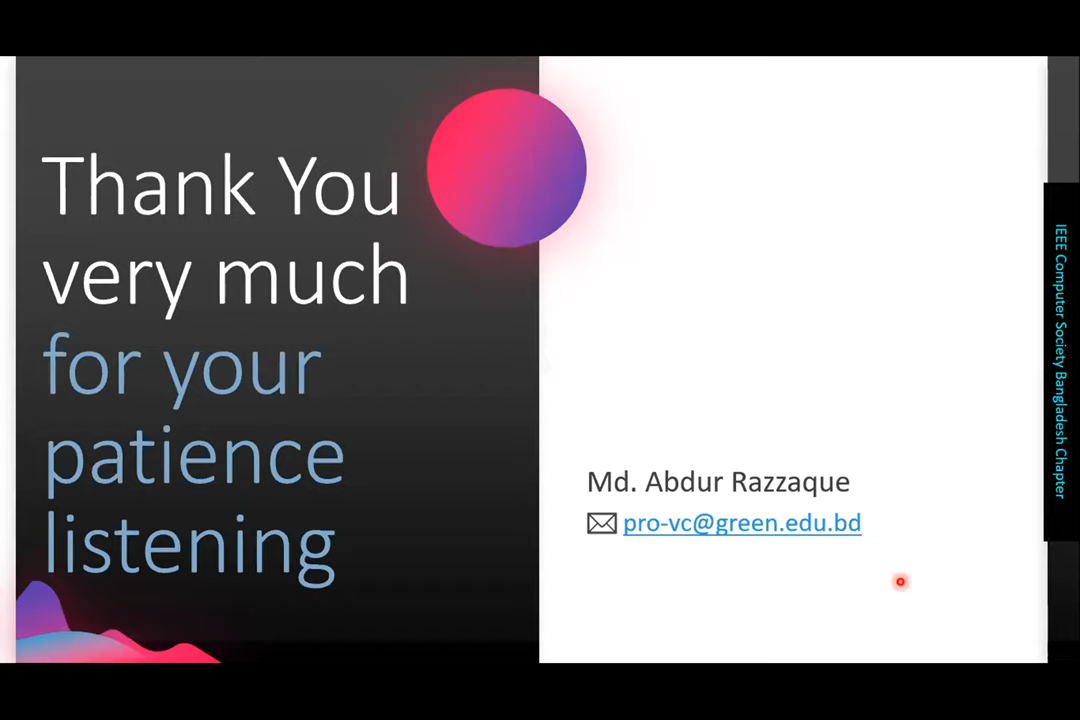 Thank You
very much
for your
patience
listening
Md. Abdur Razzaque
pro-vc@green.edu.bd
IEEE Computer Society Bangladesh Chapter